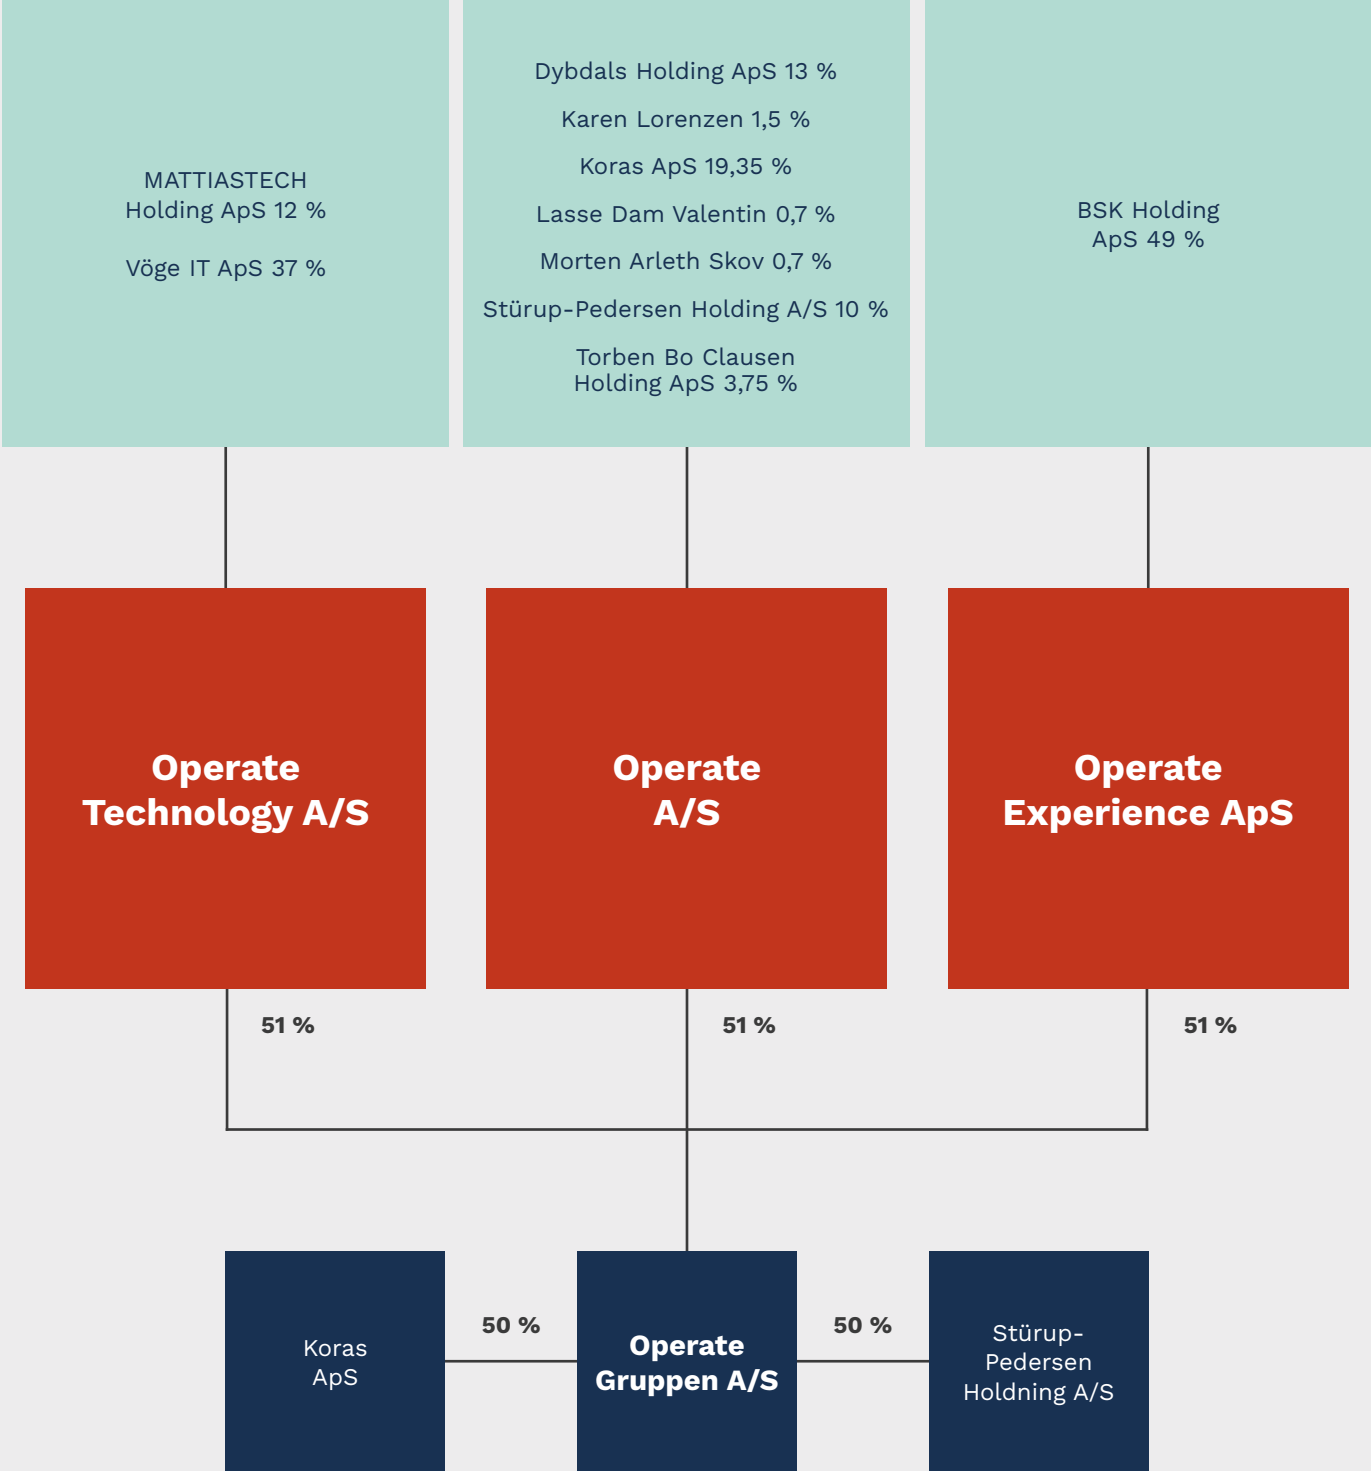 MATTIASTECH
Holding ApS 12 %
Vöge IT ApS 37 %
Dybdals Holding ApS 13 %
Karen Lorenzen 1,5 %
Koras ApS 19,35 %
Lasse Dam Valentin 0,7 %
Morten Arleth Skov 0,7 %
Stürup-Pedersen Holding A/S 10 %
Torben Bo Clausen
Holding ApS 3,75 %
BSK Holding
ApS 49 %
Operate
Technology A/S
Operate
A/S
Operate
Experience ApS
51 %
51 %
51 %
Koras
ApS
50 %
Operate
Gruppen A/S
50 %
Stürup-
Pedersen
Holdning A/S